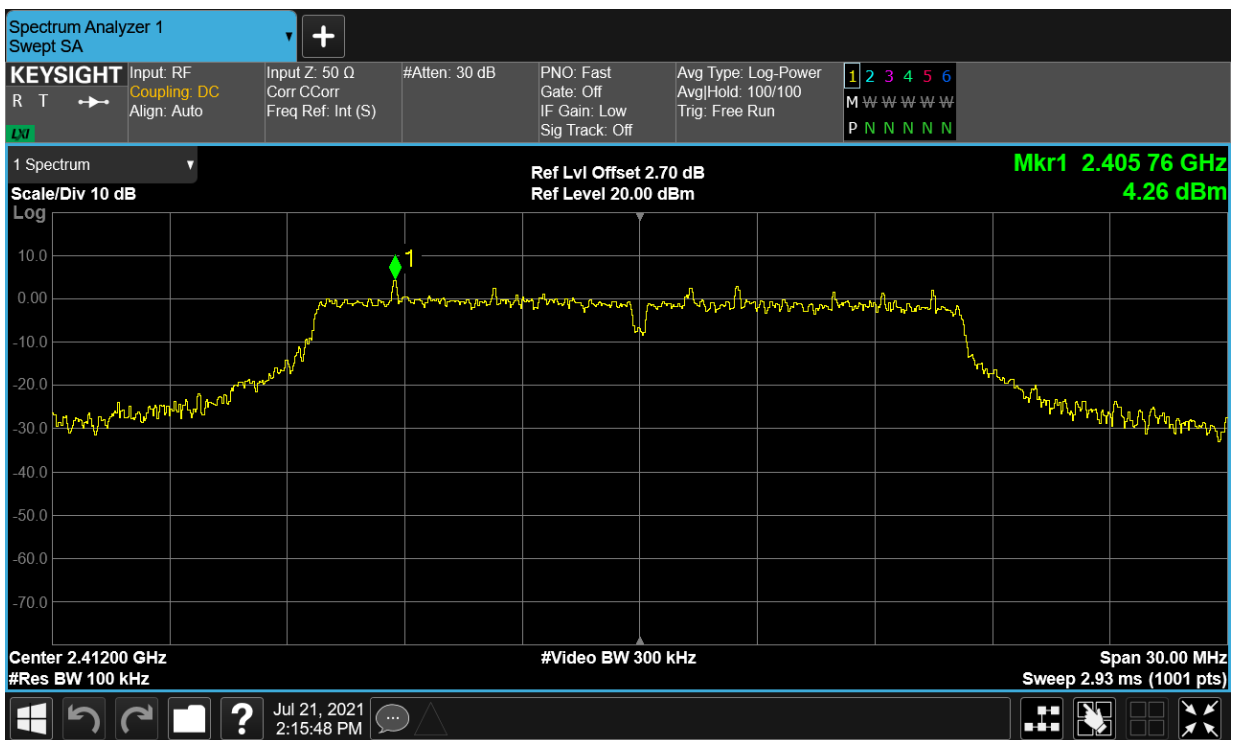 Spectrum Analyzer 1
Swept SA
KEYSIGHT
R T
LXI
Input: RF
Coupling: DC
Align: Auto
Input Z: 50 Ω
Corr CCorr
Freq Ref: Int (S)
#Atten: 30 dB
PNO: Fast
Gate: Off
IF Gain: Low
Sig Track: Off
Avg Type: Log-Power
Avg|Hold: 100/100
Trig: Free Run
1 2 3 4 5 6
M W W W W W
P N N N N N
1 Spectrum
Scale/Div 10 dB
Log
Ref Lvl Offset 2.70 dB
Ref Level 20.00 dBm
Mkr1 2.405 76 GHz
4.26 dBm
1
10.0
0.00
-10.0
-20.0
-30.0
-40.0
-50.0
-60.0
-70.0
Center 2.41200 GHz
#Res BW 100 kHz
#Video BW 300 kHz
Span 30.00 MHz
Sweep 2.93 ms (1001 pts)
?
Jul 21, 2021
2:15:48 PM